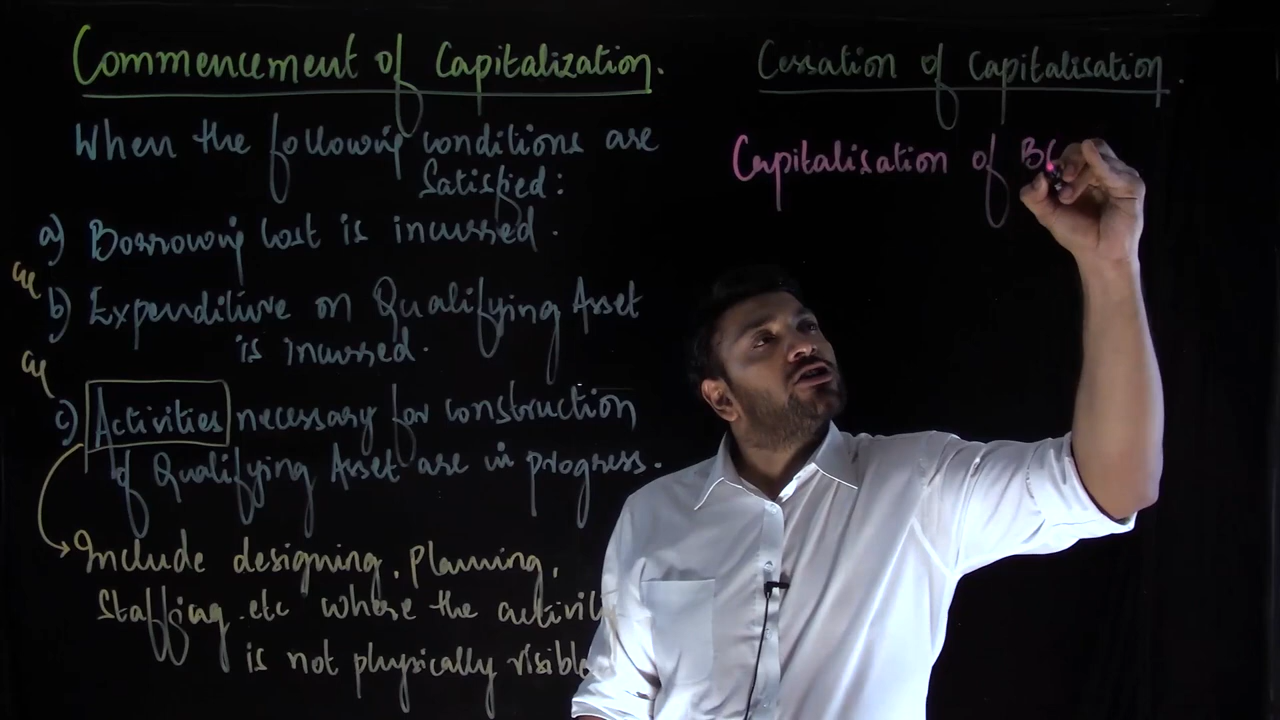 Commencement of Capitalization.
When the following conditions are
Satisfied:
a) Borrowing Cost is incurred.
b) Expenditure on Qualifying Asset
is incurred.
c) Activities necessary for construction
of Qualifying Asset are in progress.
Include designing, planning,
Staffing. etc where the
is not physically
Cessation of Capitalisation.
Capitalisation of BC